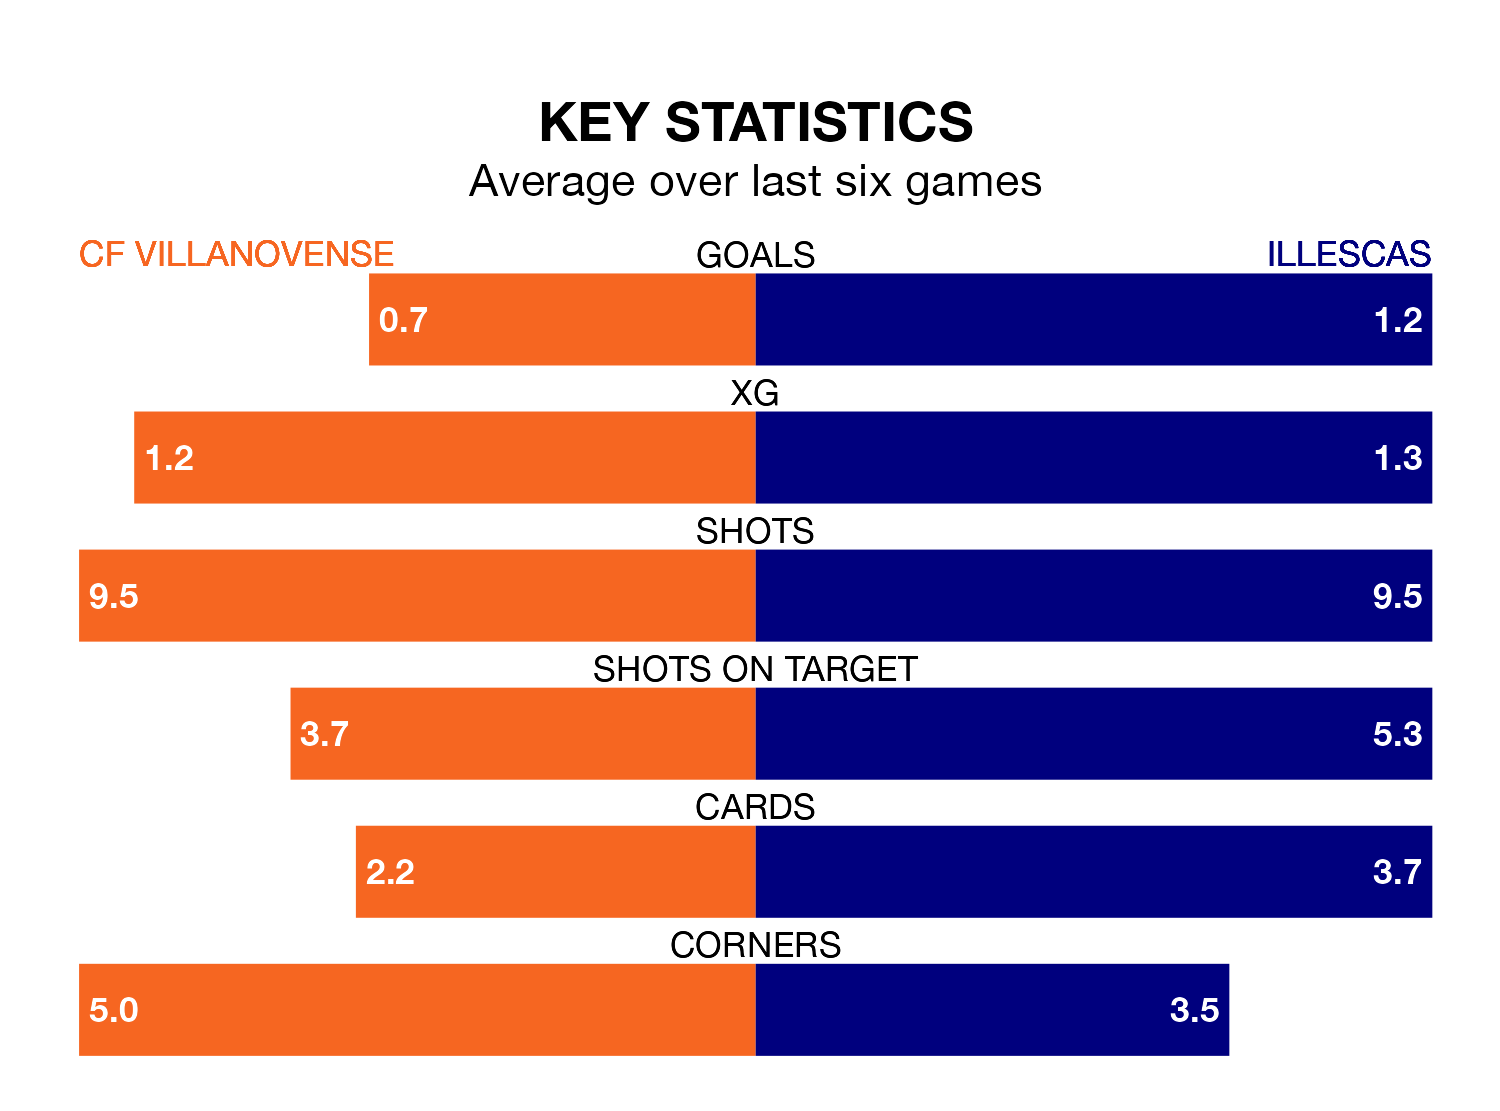 KEY STATISTICS
Average over last six games
CF VILLANOVENSE GOALS ILLESCAS
0.7 1.2
XG
1.2 1.3
SHOTS
9.5 9.5
SHOTS ON TARGET
3.7 5.3
CARDS
2.2 3.7
CORNERS
5.0 3.5